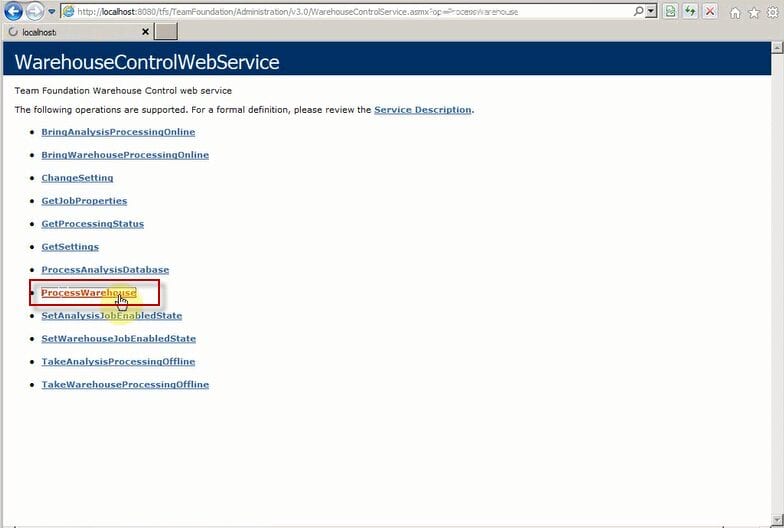 http://localhost:8080/tfs/TeamFoundation/Administration/v3.0/WarehouseControlService.asmx?op=ProcessWarehouse
localhost
WarehouseControlWebService
Team Foundation Warehouse Control web service
The following operations are supported. For a formal definition, please review the Service Description.
BringAnalysisProcessingOnline
BringWarehouseProcessingOnline
ChangeSetting
GetJobProperties
GetProcessingStatus
GetSettings
ProcessAnalysisDatabase
ProcessWarehouse
SetAnalysisJobEnabledState
SetWarehouseJobEnabledState
TakeAnalysisProcessingOffline
TakeWarehouseProcessingOffline